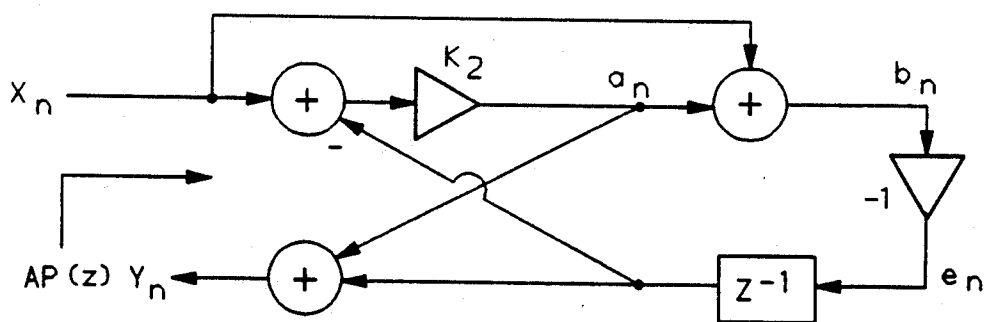 K₂
Xₙ
+
aₙ
+
bₙ
-
-1
+
AP(z) Yₙ
Z⁻¹
eₙ